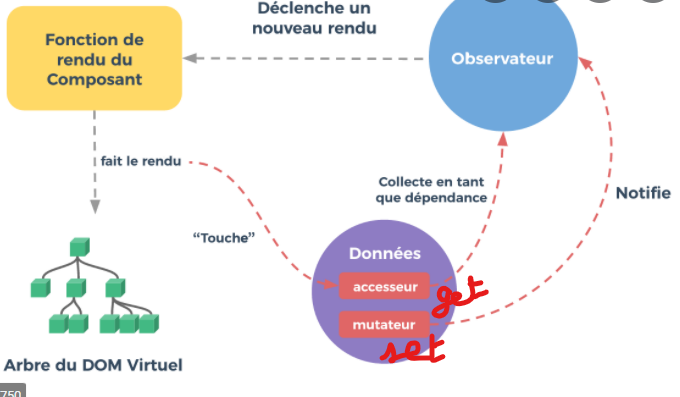 Déclenche un
nouveau rendu
Fonction de
rendu du
Composant
Observateur
fait le rendu
Collecte en tant
que dépendance
Notifie
“Touche”
Données
accesseur
get
mutateur
set
Arbre du DOM Virtuel
750